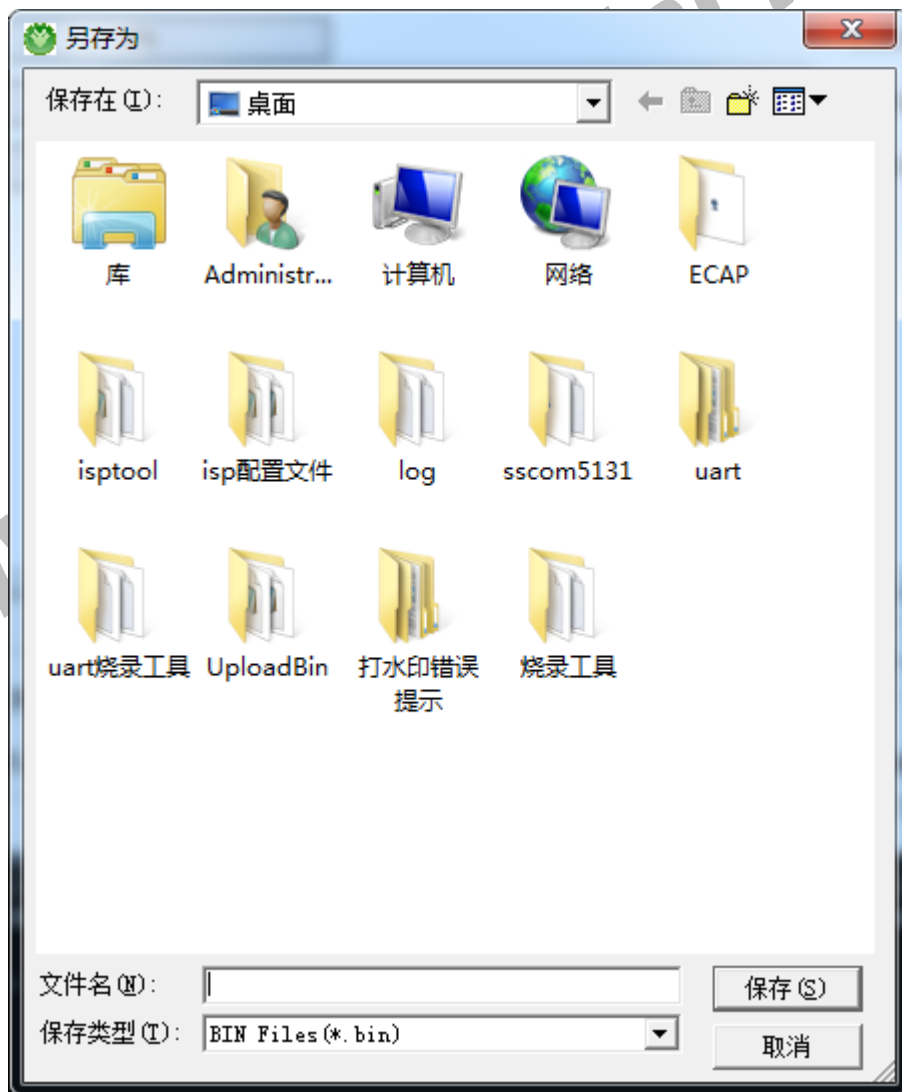 另存为
保存在(I):
桌面
库
Administr...
计算机
网络
ECAP
isptool
isp配置文件
log
sscom5131
uart
uart烧录工具
UploadBin
打水印错误
提示
烧录工具
文件名(N):
保存(S)
保存类型(T):
BIN Files(*.bin)
取消